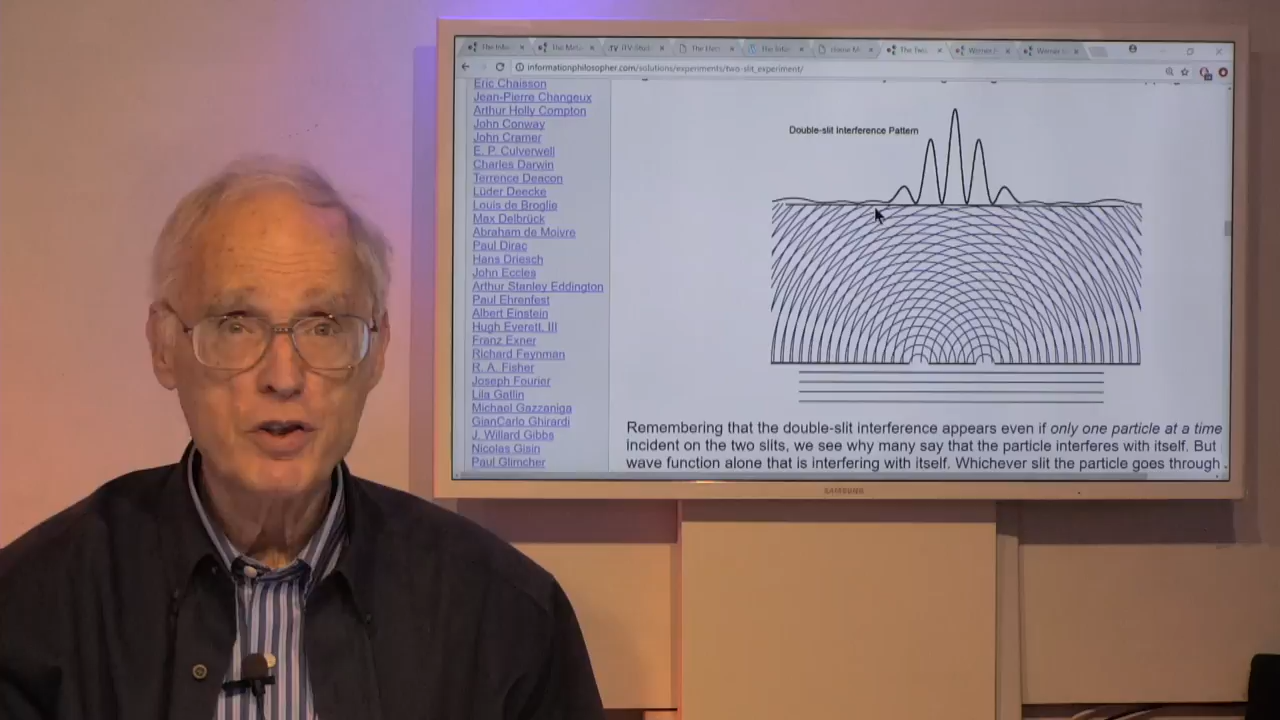 informationphilosopher.com/solutions/experiments/two-slit_experiment/
Eric Chaisson
Jean-Pierre Changeux
Arthur Holly Compton
John Conway
John Cramer
E. P. Culverwell
Charles Darwin
Terrence Deacon
Lüder Deecke
Louis de Broglie
Max Delbrück
Abraham de Moivre
Paul Dirac
Hans Driesch
John Eccles
Arthur Stanley Eddington
Paul Ehrenfest
Albert Einstein
Hugh Everett, III
Franz Exner
Richard Feynman
R. A. Fisher
Joseph Fourier
Lila Gatlin
Michael Gazzaniga
GianCarlo Ghirardi
J. Willard Gibbs
Nicolas Gisin
Paul Glimcher
Double-slit Interference Pattern
Remembering that the double-slit interference appears even if only one particle at a time
incident on the two slits, we see why many say that the particle interferes with itself. But
wave function alone that is interfering with itself. Whichever slit the particle goes through
SAMSUNG